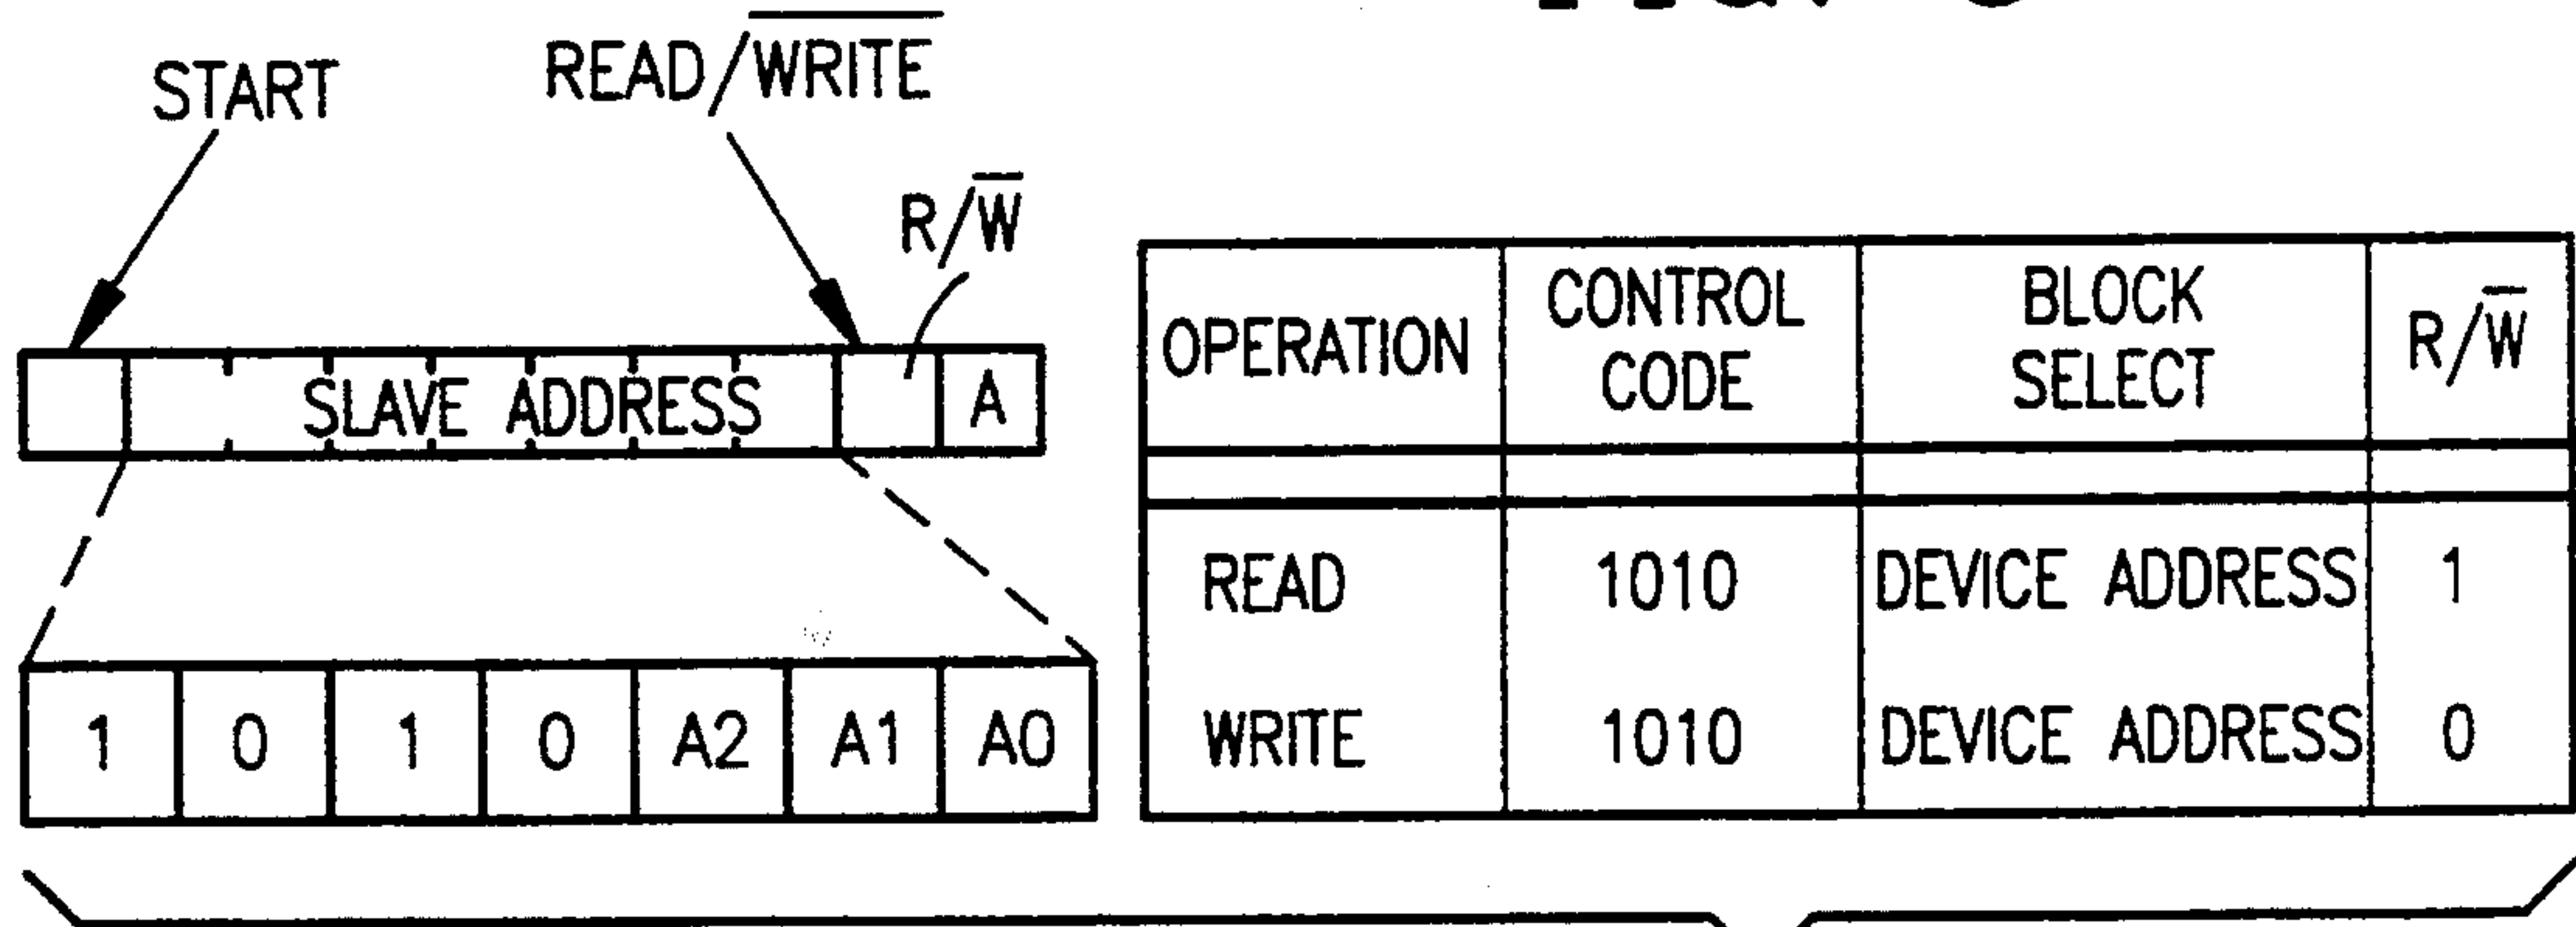 START
READ/WRITE
R/W
SLAVE ADDRESS
A
1 0 1 0 A2 A1 A0
OPERATION CONTROL CODE BLOCK SELECT R/W
READ 1010 DEVICE ADDRESS 1
WRITE 1010 DEVICE ADDRESS 0